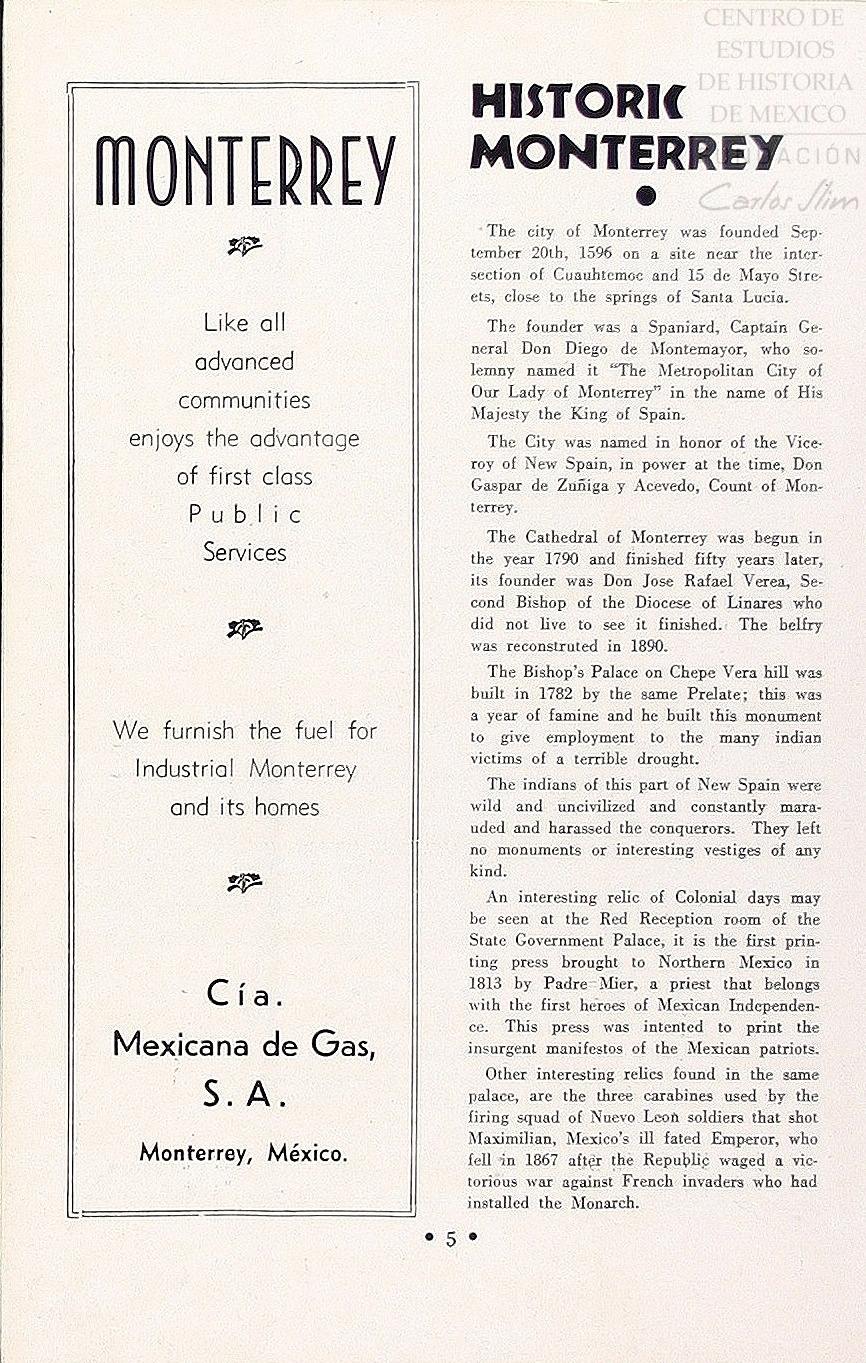 CENTRO DE
ESTUDIOS
DE HISTORIA
DE MEXICO
FUNDACIÓN
Carlos Slim
MONTERREY
Like all
advanced
communities
enjoys the advantage
of first class
Public
Services
We furnish the fuel for
Industrial Monterrey
and its homes
Cía.
Mexicana de Gas,
S. A.
Monterrey, México.
HISTORIC
MONTERREY
The city of Monterrey was founded Sep-
tember 20th, 1596 on a site near the inter-
section of Cuauhtemoc and 15 de Mayo Stre-
ets, close to the springs of Santa Lucia.
The founder was a Spaniard, Captain Ge-
neral Don Diego de Montemayor, who so-
lemny named it "The Metropolitan City of
Our Lady of Monterrey" in the name of His
Majesty the King of Spain.
The City was named in honor of the Vice-
roy of New Spain, in power at the time, Don
Gaspar de Zuñiga y Acevedo, Count of Mon-
terrey.
The Cathedral of Monterrey was begun in
the year 1790 and finished fifty years later,
its founder was Don Jose Rafael Verea, Se-
cond Bishop of the Diocese of Linares who
did not live to see it finished. The belfry
was reconstruted in 1890.
The Bishop's Palace on Chepe Vera hill was
built in 1782 by the same Prelate; this was
a year of famine and he built this monument
to give employment to the many indian
victims of a terrible drought.
The indians of this part of New Spain were
wild and uncivilized and constantly mara-
uded and harassed the conquerors. They left
no monuments or interesting vestiges of any
kind.
An interesting relic of Colonial days may
be seen at the Red Reception room of the
State Government Palace, it is the first prin-
ting press brought to Northern Mexico in
1813 by Padre Mier, a priest that belongs
with the first heroes of Mexican Independen-
ce. This press was intented to print the
insurgent manifestos of the Mexican patriots.
Other interesting relics found in the same
palace, are the three carabines used by the
firing squad of Nuevo Leon soldiers that shot
Maximilian, Mexico's ill fated Emperor, who
fell in 1867 after the Republic waged a vic-
torious war against French invaders who had
installed the Monarch.
• 5 •